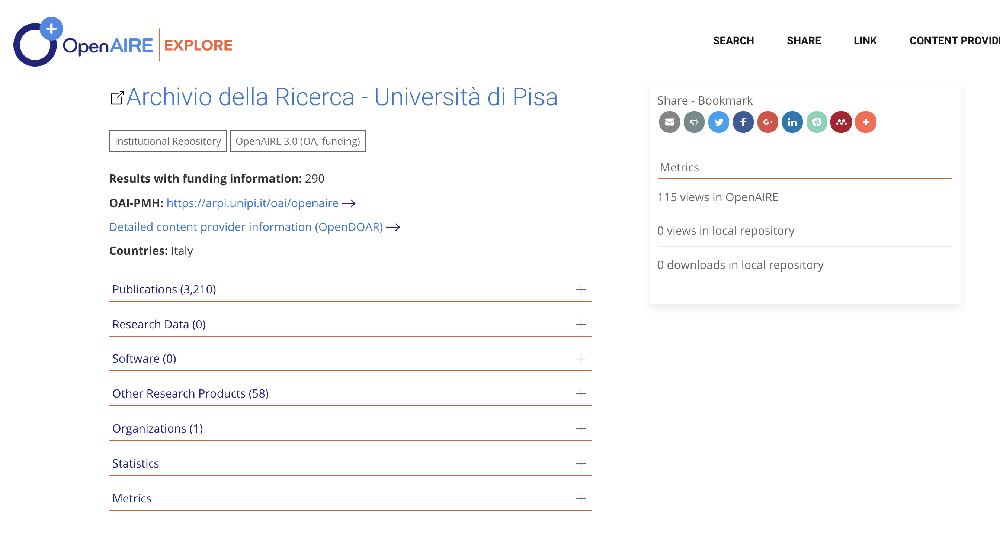 OpenAIRE | EXPLORE
SEARCH SHARE LINK CONTENT PROVID
Archivio della Ricerca - Università di Pisa
Institutional Repository OpenAIRE 3.0 (OA, funding)
Results with funding information: 290
OAI-PMH: https://arpi.unipi.it/oai/openaire
Detailed content provider information (OpenDOAR)
Countries: Italy
Publications (3,210)
Research Data (0)
Software (0)
Other Research Products (58)
Organizations (1)
Statistics
Metrics
Share - Bookmark
Metrics
115 views in OpenAIRE
0 views in local repository
0 downloads in local repository